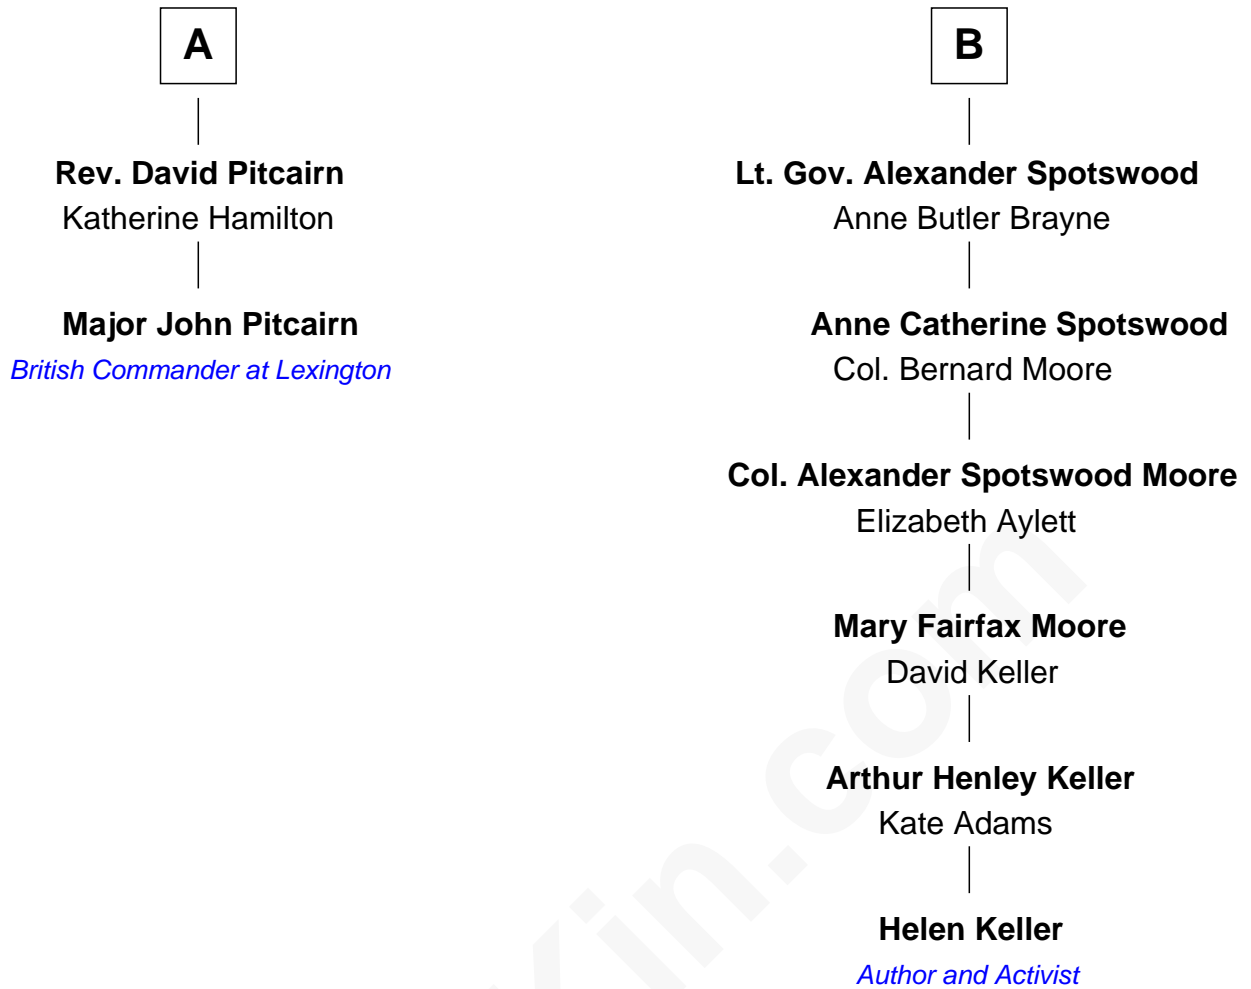 A
Rev. David Pitcairn
Katherine Hamilton
Major John Pitcairn
British Commander at Lexington
B
Lt. Gov. Alexander Spotswood
Anne Butler Brayne
Anne Catherine Spotswood
Col. Bernard Moore
Col. Alexander Spotswood Moore
Elizabeth Aylett
Mary Fairfax Moore
David Keller
Arthur Henley Keller
Kate Adams
Helen Keller
Author and Activist
Kin.com